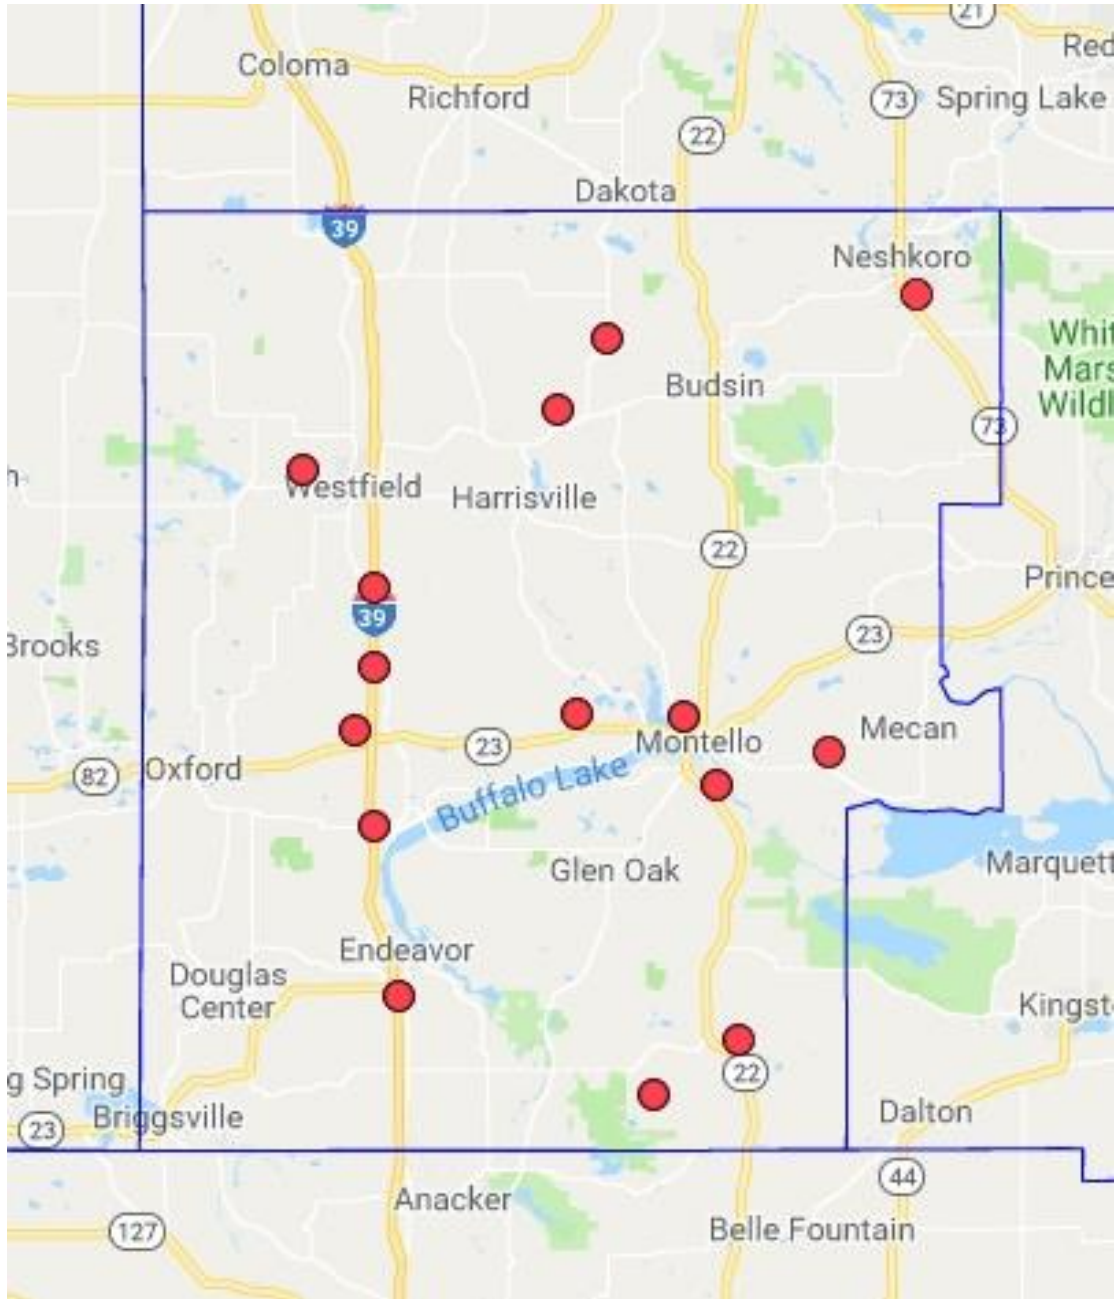 21
Coloma
Red
Richford
73
Spring Lake
22
Dakota
39
Neshkoro
Whit
Mars
Wildl
Budsin
73
Westfield
Harrisville
22
Prince
39
23
Brooks
Mecan
23
Montello
82
Oxford
Buffalo Lake
Glen Oak
Marquett
Endeavor
Douglas
Center
Kingst
22
g Spring
23
Briggsville
Dalton
44
Anacker
127
Belle Fountain